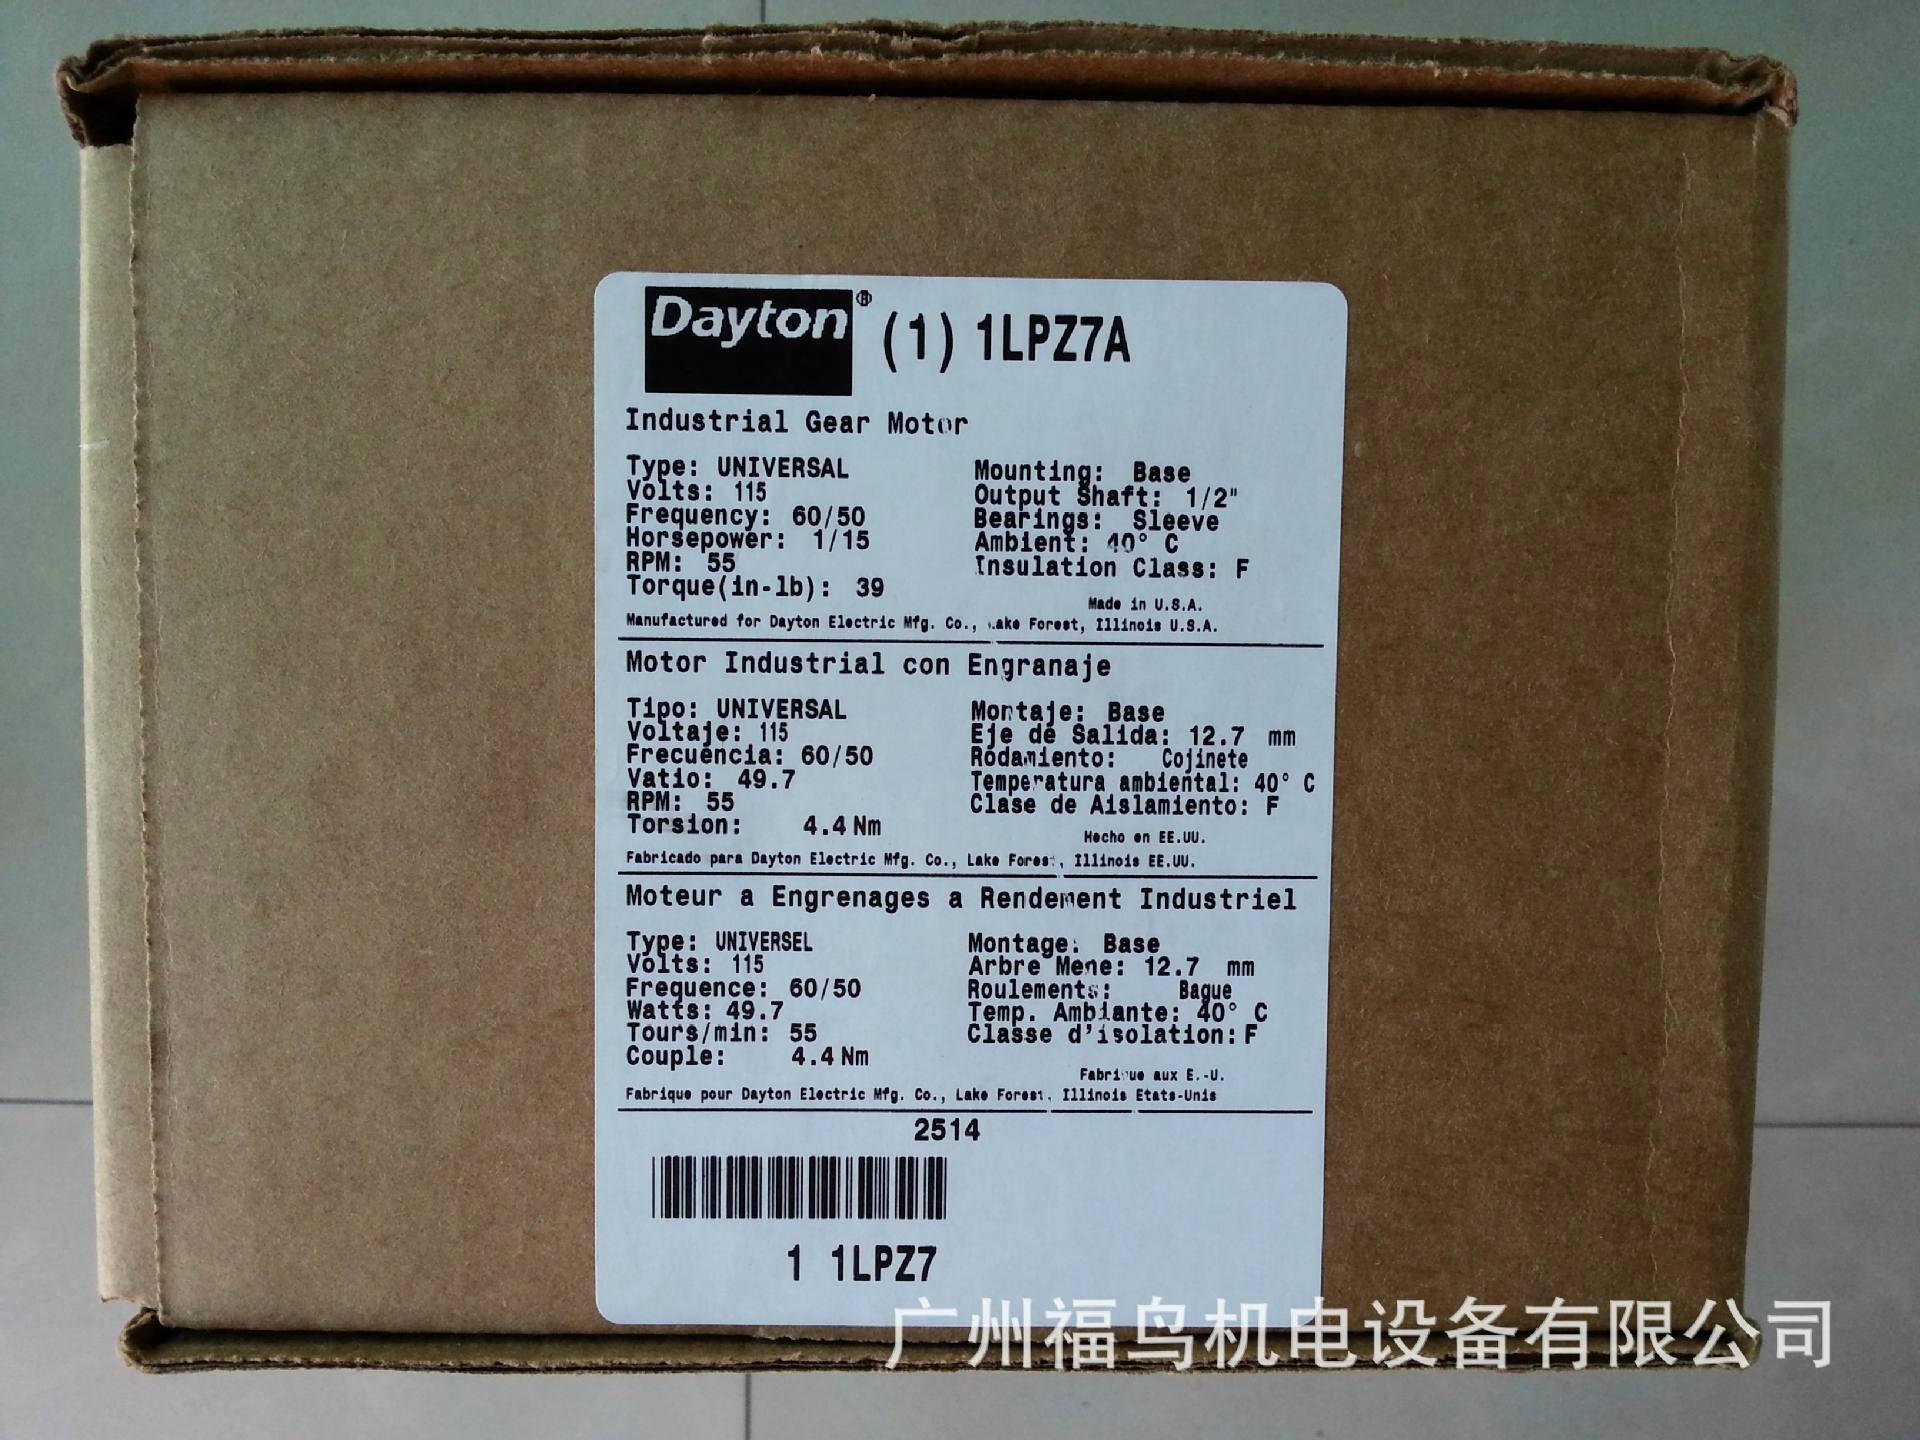 Dayton® (1) 1LPZ7A
Industrial Gear Motor
Type: UNIVERSAL
Volts: 115
Frequency: 60/50
Horsepower: 1/15
RPM: 55
Torque(in-lb): 39
Mounting: Base
Output Shaft: 1/2"
Bearings: Sleeve
Ambient: 40° C
Insulation Class: F
Made in U.S.A.
Manufactured for Dayton Electric Mfg. Co., Lake Forest, Illinois U.S.A.
Motor Industrial con Engranaje
Tipo: UNIVERSAL
Voltaje: 115
Frecuencia: 60/50
Vatio: 49.7
RPM: 55
Torsion: 4.4 Nm
Montaje: Base
Eje de Salida: 12.7 mm
Rodamiento: Cojinete
Temperatura ambiental: 40° C
Clase de Aislamiento: F
Hecho en EE.UU.
Fabricado para Dayton Electric Mfg. Co., Lake Forest, Illinois EE.UU.
Moteur a Engrenages a Rendement Industriel
Type: UNIVERSEL
Volts: 115
Frequence: 60/50
Watts: 49.7
Tours/min: 55
Couple: 4.4 Nm
Montage: Base
Arbre Mene: 12.7 mm
Roulements: Bague
Temp. Ambiante: 40° C
Classe d'isolation: F
Fabrique aux E.-U.
Fabrique pour Dayton Electric Mfg. Co., Lake Forest, Illinois Etats-Unis
2514
1 1LPZ7
广州福鸟机电设备有限公司